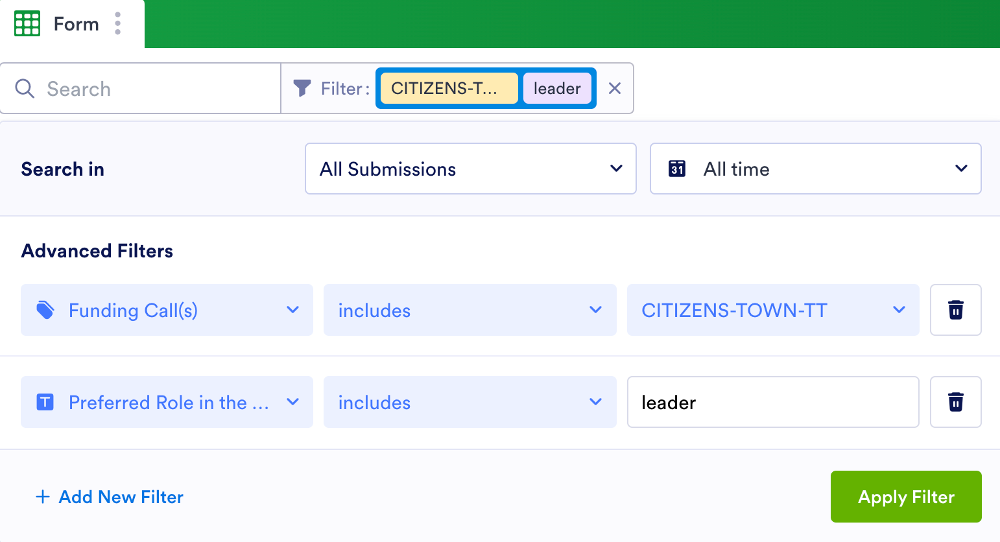 Form
Search
Filter : CITIZENS-T... leader
Search in
All Submissions
31 All time
Advanced Filters
Funding Call(s) includes CITIZENS-TOWN-TT
T Preferred Role in the ... includes leader
+ Add New Filter
Apply Filter